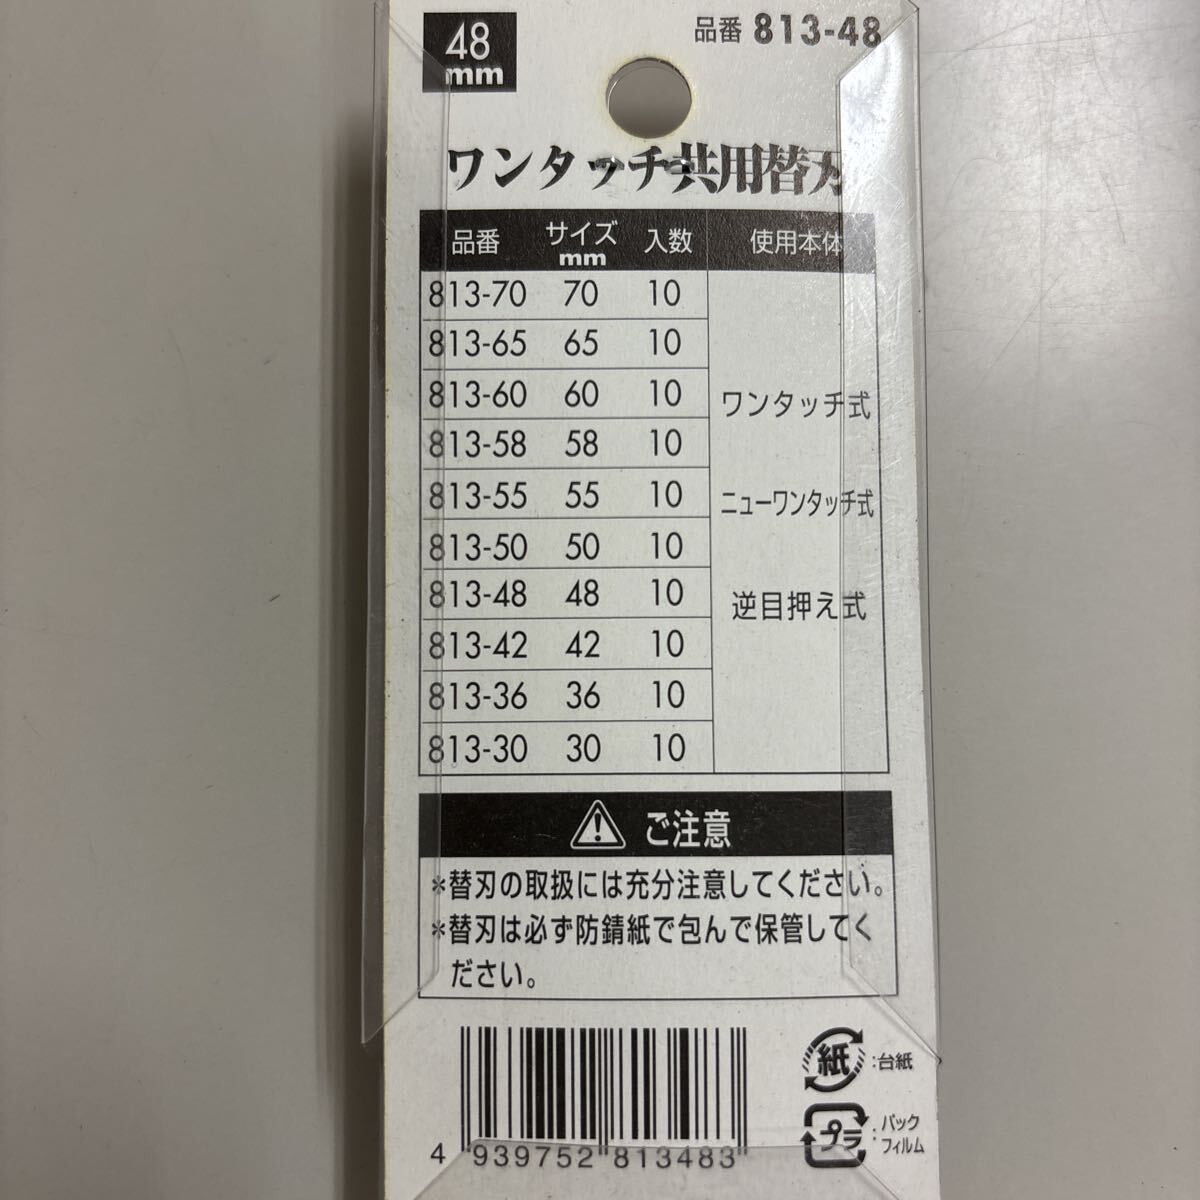 48
mm
品番 813-48
ワンタッチ共用替刃
品番 サイズ mm 入数 使用本体
813-70 70 10
813-65 65 10
813-60 60 10
813-58 58 10
813-55 55 10
813-50 50 10
813-48 48 10
813-42 42 10
813-36 36 10
813-30 30 10
ワンタッチ式
ニューワンタッチ式
逆目押え式
ご注意
*替刃の取扱には充分注意してください。
*替刃は必ず防錆紙で包んで保管してく
ださい。
紙 :台紙
プラ :パック
フィルム
4 939752 813483